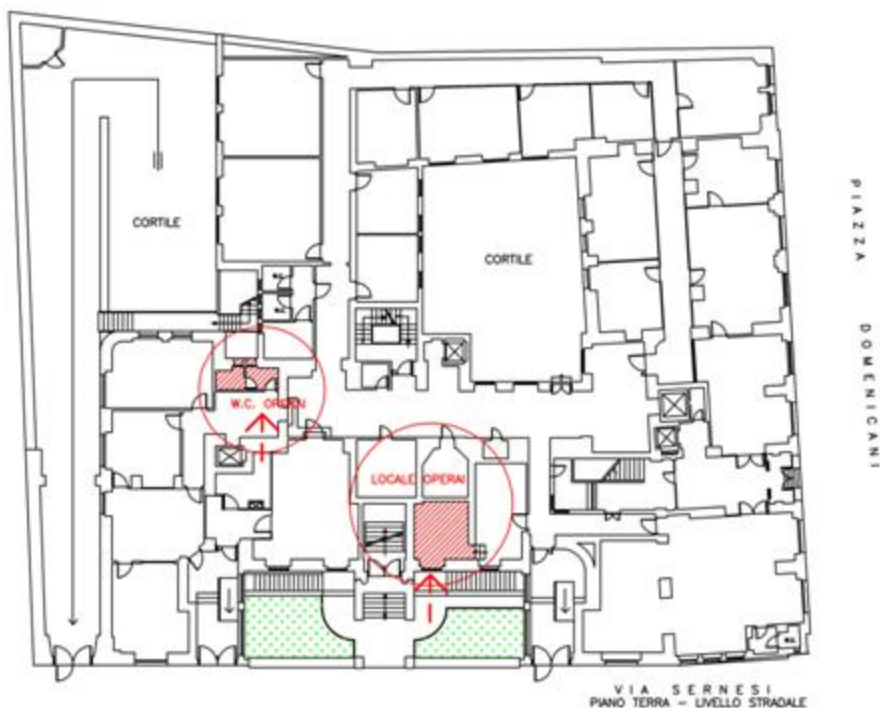 CORTILE
CORTILE
PIAZZA DOMENICANI
W.C. OPERAI
LOCALE OPERAI
VIA SERNESI
PIANO TERRA – LIVELLO STRADALE